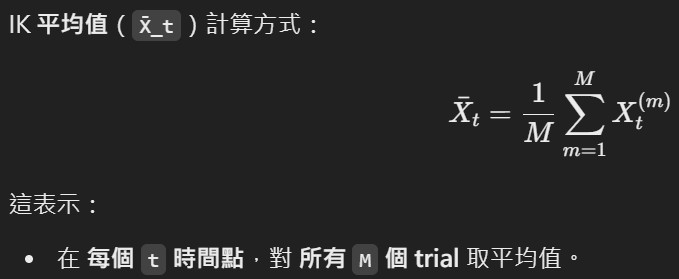 IK 平均值 ( X̄_t ) 計算方式：
X̄_t = \frac{1}{M} \sum_{m=1}^{M} X_t^{(m)}
這表示：
• 在 每個 t 時間點，對 所有 M 個 trial 取平均值。